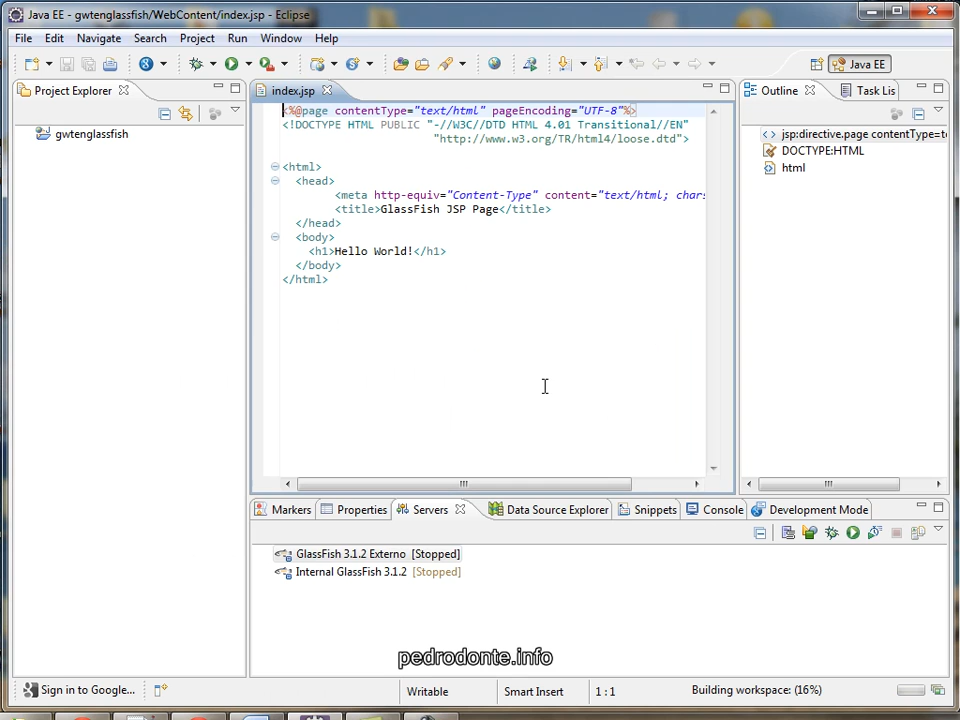 Java EE - gwtenglassfish/WebContent/index.jsp - Eclipse
File Edit Navigate Search Project Run Window Help
Java EE
Project Explorer
index.jsp
Outline
Task Lis
gwtenglassfish
<%@page contentType="text/html" pageEncoding="UTF-8"%>
<!DOCTYPE HTML PUBLIC "-//W3C//DTD HTML 4.01 Transitional//EN"
"http://www.w3.org/TR/html4/loose.dtd">
<html>
<head>
<meta http-equiv="Content-Type" content="text/html; chars
<title>GlassFish JSP Page</title>
</head>
<body>
<h1>Hello World!</h1>
</body>
</html>
jsp:directive.page contentType=te
DOCTYPE:HTML
html
Markers Properties Servers Data Source Explorer Snippets Console Development Mode
GlassFish 3.1.2 Externo [Stopped]
Internal GlassFish 3.1.2 [Stopped]
pedrodonte.info
Sign in to Google...
Writable
Smart Insert
1 : 1
Building workspace: (16%)